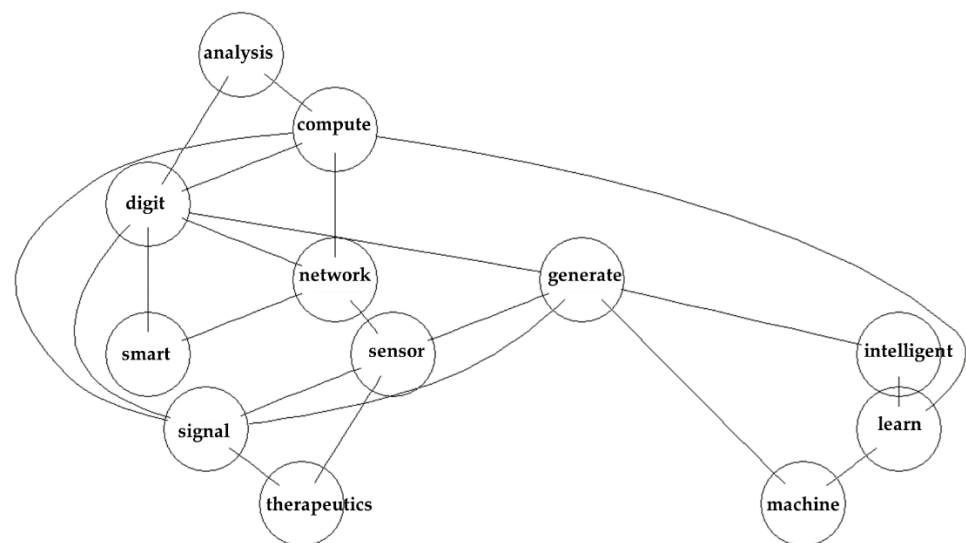 analysis
compute
digit
network
generate
smart
sensor
intelligent
signal
learn
therapeutics
machine